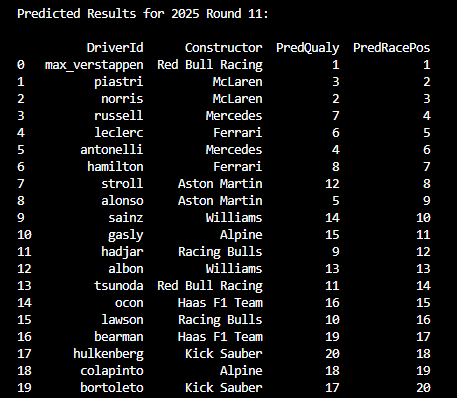 Predicted Results for 2025 Round 11:
DriverId Constructor PredQualy PredRacePos
0 max_verstappen Red Bull Racing 1 1
1 piastri McLaren 3 2
2 norris McLaren 2 3
3 russell Mercedes 7 4
4 leclerc Ferrari 6 5
5 antonelli Mercedes 4 6
6 hamilton Ferrari 8 7
7 stroll Aston Martin 12 8
8 alonso Aston Martin 5 9
9 sainz Williams 14 10
10 gasly Alpine 15 11
11 hadjar Racing Bulls 9 12
12 albon Williams 13 13
13 tsunoda Red Bull Racing 11 14
14 ocon Haas F1 Team 16 15
15 lawson Racing Bulls 10 16
16 bearman Haas F1 Team 19 17
17 hulkenberg Kick Sauber 20 18
18 colapinto Alpine 18 19
19 bortoleto Kick Sauber 17 20